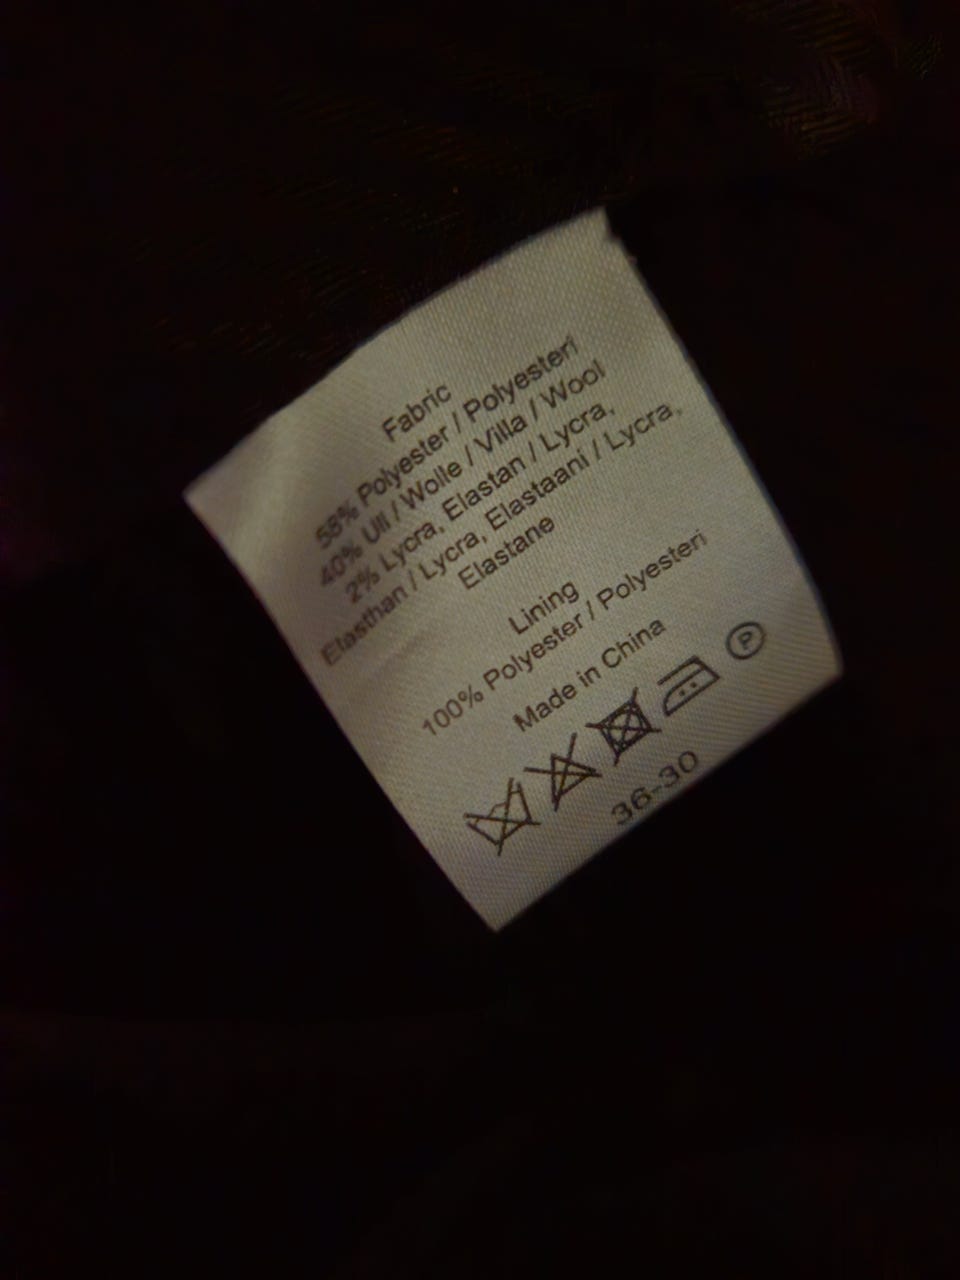 Fabric
58% Polyester / Polyesteri
40% Ull / Wolle / Villa / Wool
2% Lycra, Elastan / Lycra,
Elasthan / Lycra, Elastaani / Lycra,
Elastane
Lining
100% Polyester / Polyesteri
Made in China
P
36-30